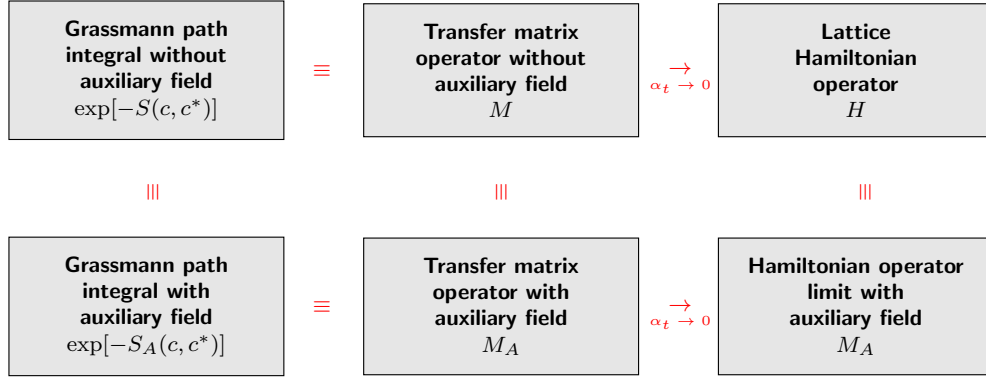 Grassmann path
integral without
auxiliary field
exp[−S(c, c*)]
≡
Transfer matrix
operator without
auxiliary field
M
→
α_t → 0
Lattice
Hamiltonian
operator
H
≡
≡
≡
Grassmann path
integral with
auxiliary field
exp[−S_A(c, c*)]
≡
Transfer matrix
operator with
auxiliary field
M_A
→
α_t → 0
Hamiltonian operator
limit with
auxiliary field
M_A